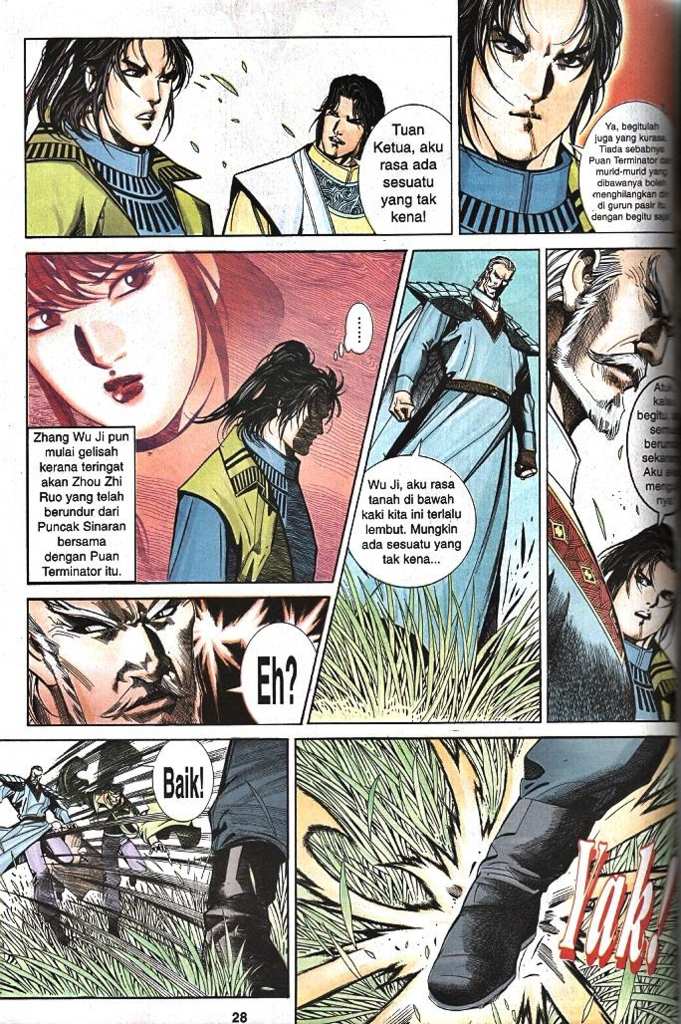 Tuan
Ketua, aku
rasa ada
sesuatu
yang tak
kena!
Ya, begitulah
juga yang kurasa.
Tiada sebabnya
Puan Terminator
murid-murid yang
dibawanya boleh
menghilangkan
di gurun pasir itu
dengan begitu
......
Zhang Wu Ji pun
mulai gelisah
kerana teringat
akan Zhou Zhi
Ruo yang telah
berundur dari
Puncak Sinaran
bersama
dengan Puan
Terminator itu.
Wu Ji, aku rasa
tanah di bawah
kaki kita ini terlalu
lembut. Mungkin
ada sesuatu yang
tak kena...
begitu
Aku
Eh?
Baik!
Yak!
28